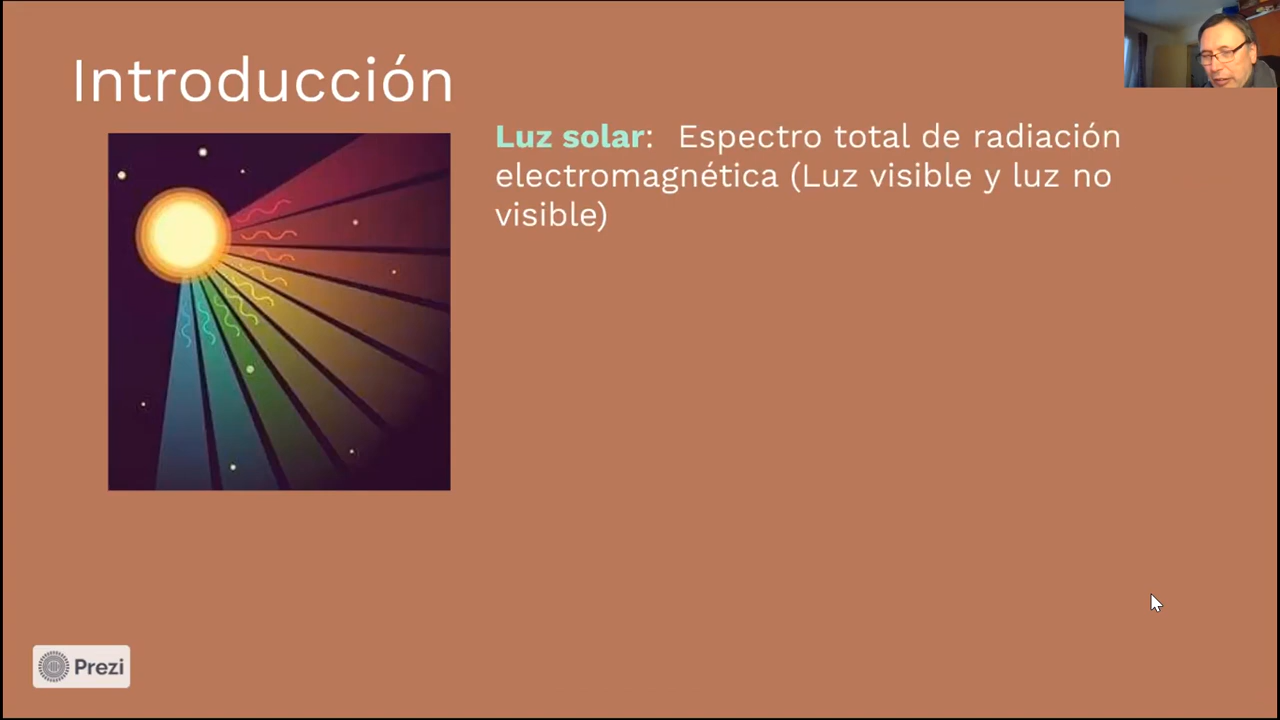 Introducción
Luz solar: Espectro total de radiación
electromagnética (Luz visible y luz no
visible)
Prezi